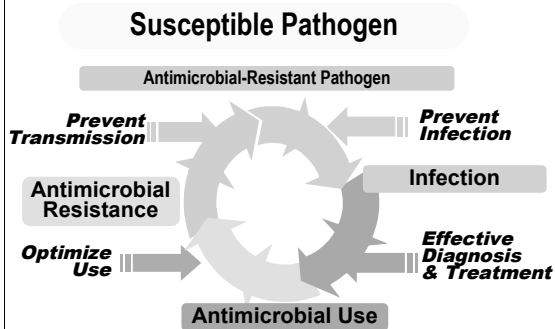 Susceptible Pathogen
Antimicrobial-Resistant Pathogen
Prevent
Transmission
Prevent
Infection
Antimicrobial
Resistance
Infection
Optimize
Use
Effective
Diagnosis
& Treatment
Antimicrobial Use